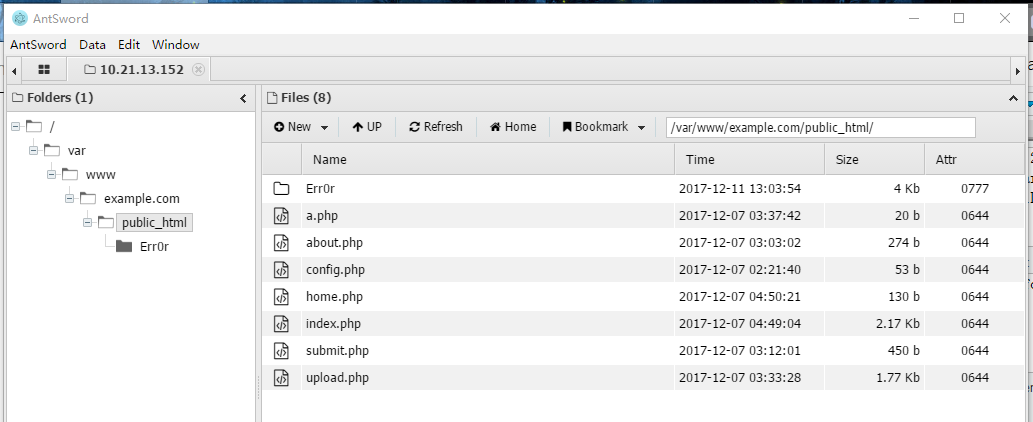 AntSword
AntSword Data Edit Window
10.21.13.152
Folders (1)
/
var
www
example.com
public_html
Err0r
Files (8)
New UP Refresh Home Bookmark /var/www/example.com/public_html/
Name Time Size Attr
Err0r 2017-12-11 13:03:54 4 Kb 0777
a.php 2017-12-07 03:37:42 20 b 0644
about.php 2017-12-07 03:03:02 274 b 0644
config.php 2017-12-07 02:21:40 53 b 0644
home.php 2017-12-07 04:50:21 130 b 0644
index.php 2017-12-07 04:49:04 2.17 Kb 0644
submit.php 2017-12-07 03:12:01 450 b 0644
upload.php 2017-12-07 03:33:28 1.77 Kb 0644